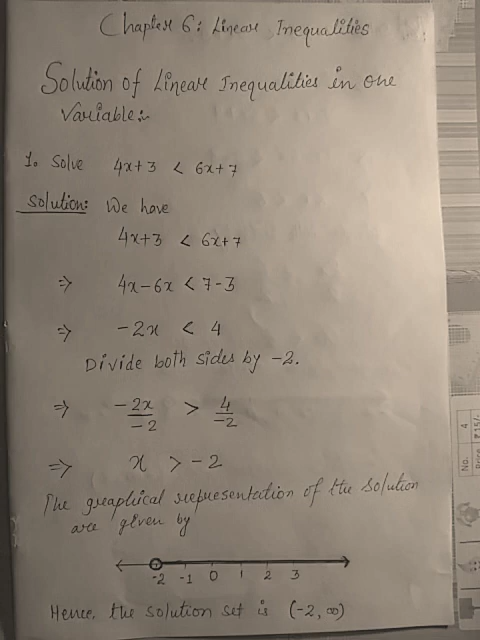 Chapter 6: Linear Inequalities
Solution of Linear Inequalities in one
Variable:-
1. Solve 4x+3 < 6x+7
Solution: We have
4x+3 < 6x+7
⇒ 4x-6x < 7-3
⇒ -2x < 4
Divide both sides by -2.
⇒ -2x/-2 > 4/-2
⇒ x > -2
The graphical representation of the solution
are given by
-2 -1 0 1 2 3
Hence, the solution set is (-2, ∞)
No. 4